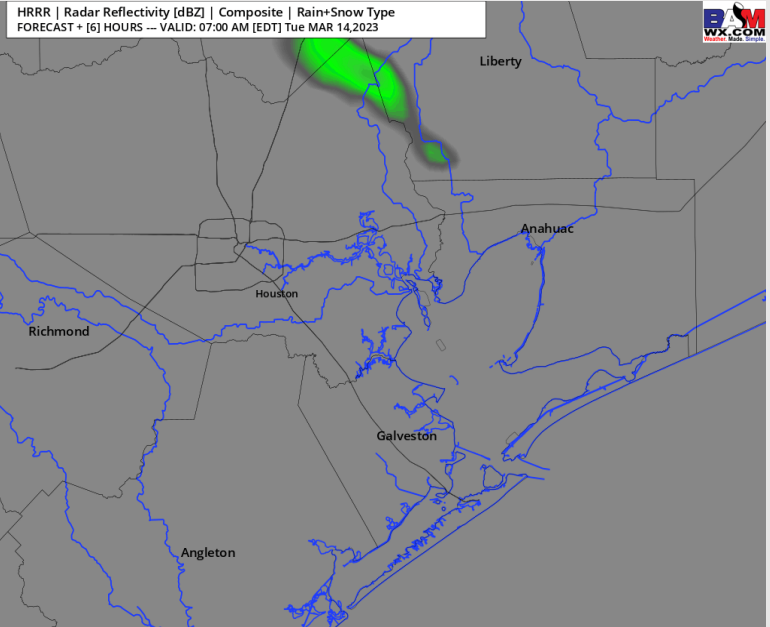 HRRR | Radar Reflectivity [dBZ] | Composite | Rain+Snow Type
FORECAST + [6] HOURS --- VALID: 07:00 AM [EDT] Tue MAR 14,2023
BAM
WX.COM
Weather. Made. Simple.
Liberty
Anahuac
Houston
Richmond
Galveston
Angleton